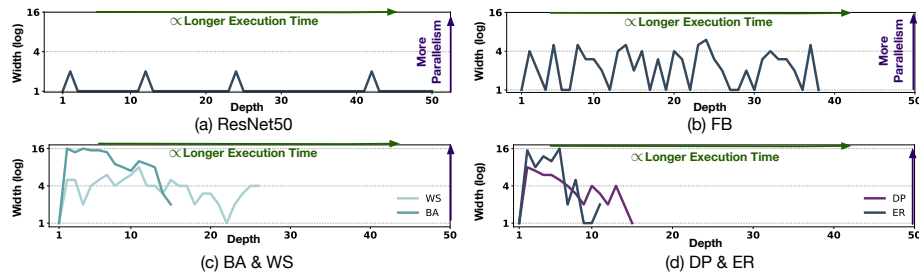 16
4
1
Width (log)
∝ Longer Execution Time
More
Parallelism
1 10 20 30 40 50
Depth
(a) ResNet50
16
4
1
Width (log)
∝ Longer Execution Time
More
Parallelism
1 10 20 30 40 50
Depth
(b) FB
16
4
1
Width (log)
∝ Longer Execution Time
WS
BA
1 10 20 30 40 50
Depth
(c) BA & WS
16
4
1
Width (log)
∝ Longer Execution Time
DP
ER
1 10 20 30 40 50
Depth
(d) DP & ER